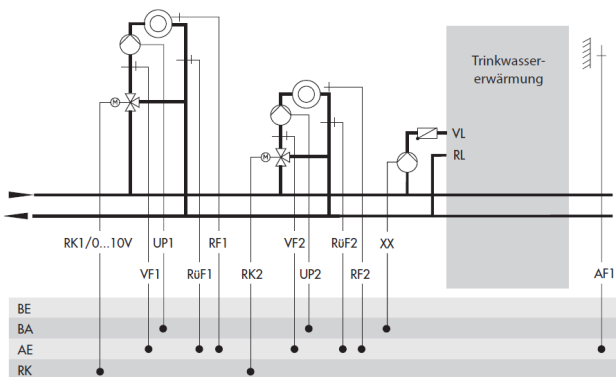 Trinkwasser-
erwärmung
VL
RL
M
M
RK1/0...10V UP1 RF1 VF2 RüF2 XX
VF1 RüF1 RK2 UP2 RF2 AF1
BE
BA
AE
RK